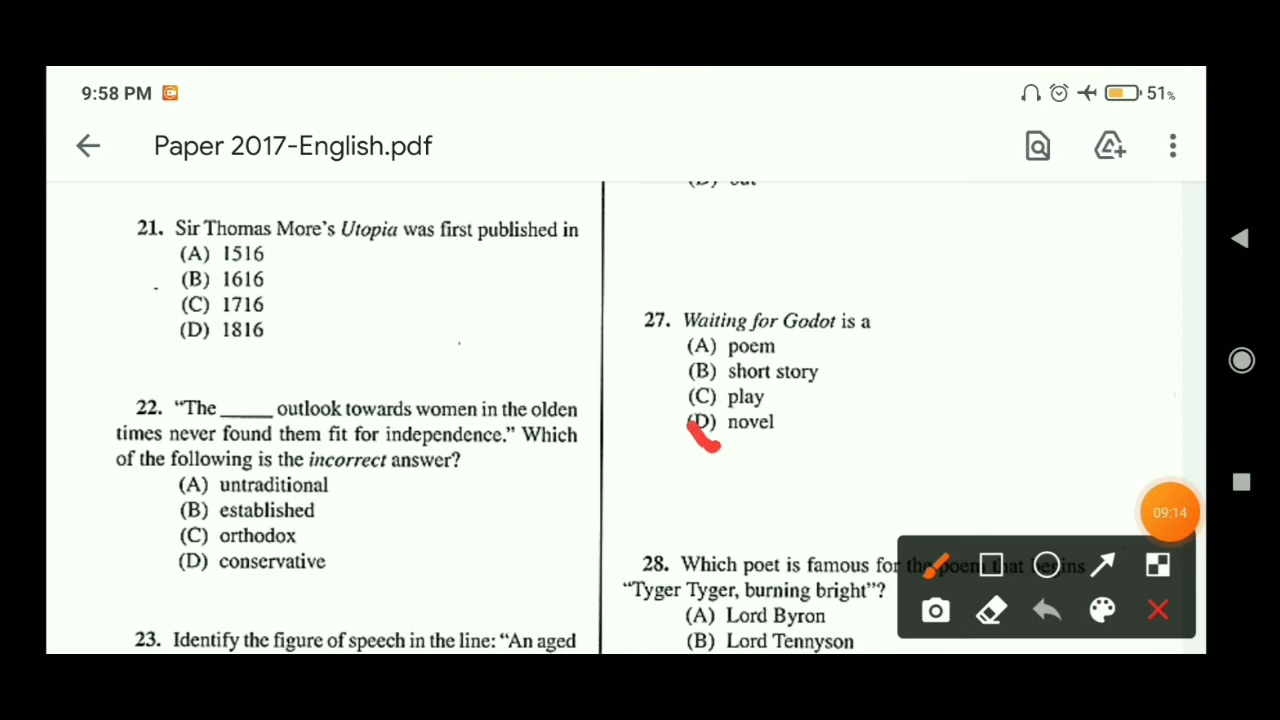 9:58 PM
51%
Paper 2017-English.pdf
21. Sir Thomas More's Utopia was first published in
(A) 1516
(B) 1616
(C) 1716
(D) 1816
22. "The _____ outlook towards women in the olden
times never found them fit for independence." Which
of the following is the incorrect answer?
(A) untraditional
(B) established
(C) orthodox
(D) conservative
23. Identify the figure of speech in the line: "An aged
27. Waiting for Godot is a
(A) poem
(B) short story
(C) play
(D) novel
28. Which poet is famous for the poem that begins
"Tyger Tyger, burning bright"?
(A) Lord Byron
(B) Lord Tennyson
09:14